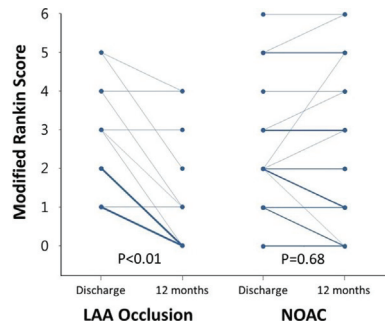 Modified Rankin Score
6
5
4
3
2
1
0
P<0.01
P=0.68
Discharge 12 months Discharge 12 months
LAA Occlusion NOAC